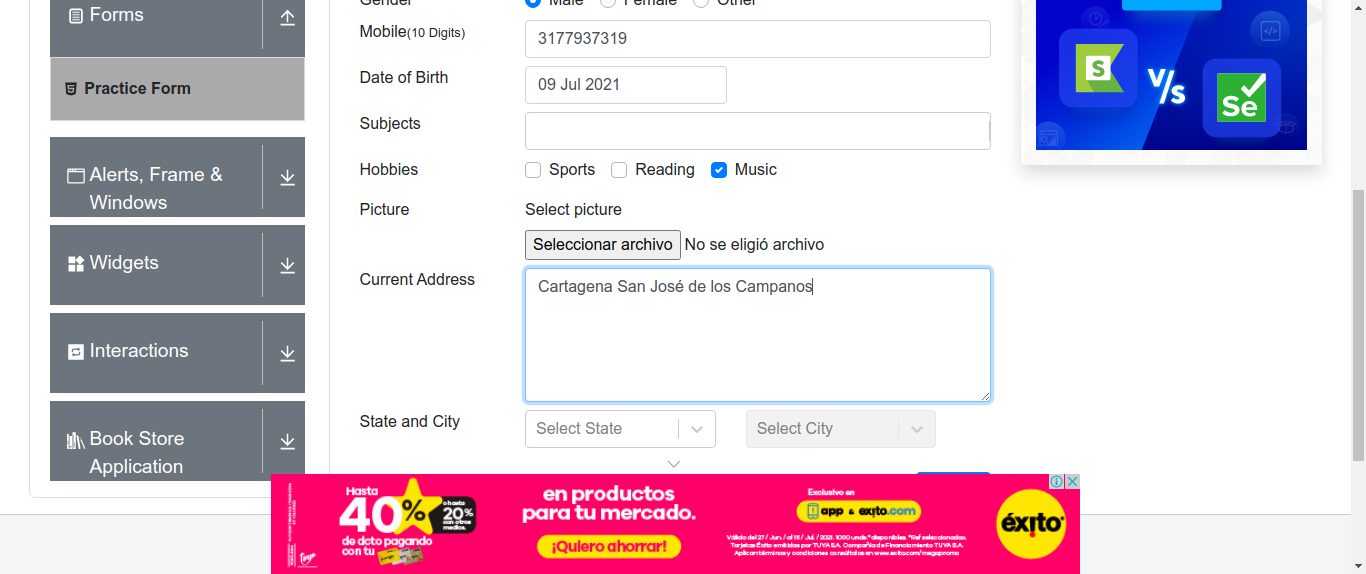 Forms
Practice Form
Alerts, Frame &
Windows
Widgets
Interactions
Book Store
Application
Gender Male Female Other
Mobile(10 Digits) 3177937319
Date of Birth 09 Jul 2021
Subjects
Hobbies Sports Reading Music
Picture Select picture
Seleccionar archivo No se eligió archivo
Current Address Cartagena San José de los Campanos
State and City Select State Select City
S
V/s
Se
Hasta
40% o hasta
20%
con otros
medios.
de dcto pagando
con tu
en productos
para tu mercado.
¡Quiero ahorrar!
Exclusivo en
app & exito.com
Válido del 27 / Jun. / al 15 / Jul. / 2021. 1000 unds.* disponibles. *Ref seleccionadas.
Tarjetas Éxito emitidas por TUYA S.A. Compañía de Financiamiento TUYA S.A.
Aplican términos y condiciones consúltalos en www.exito.com/megapromo
éxito